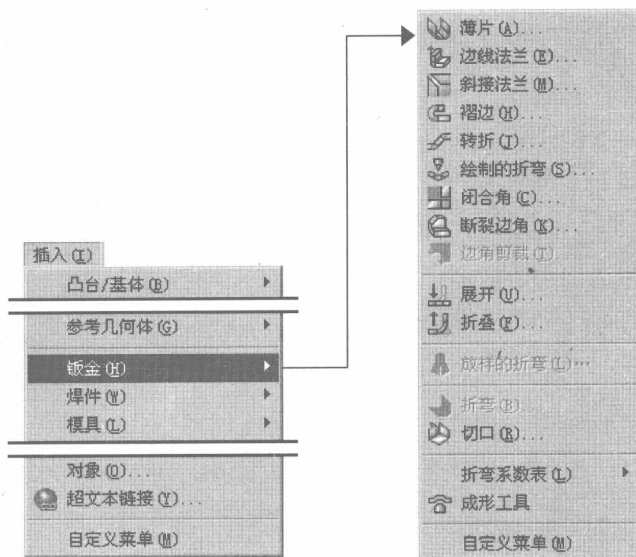 插入(I)
凸台/基体(B)
参考几何体(G)
钣金(H)
焊件(W)
模具(L)
对象(O)...
超文本链接(Y)...
自定义菜单(M)
薄片(A)...
边线法兰(E)...
斜接法兰(M)...
褶边(H)...
转折(J)...
绘制的折弯(S)...
闭合角(C)...
断裂边角(K)...
边角剪裁(T)...
展开(U)...
折叠(F)...
放样的折弯(L)...
折弯(B)
切口(R)...
折弯系数表(L)
成形工具
自定义菜单(M)